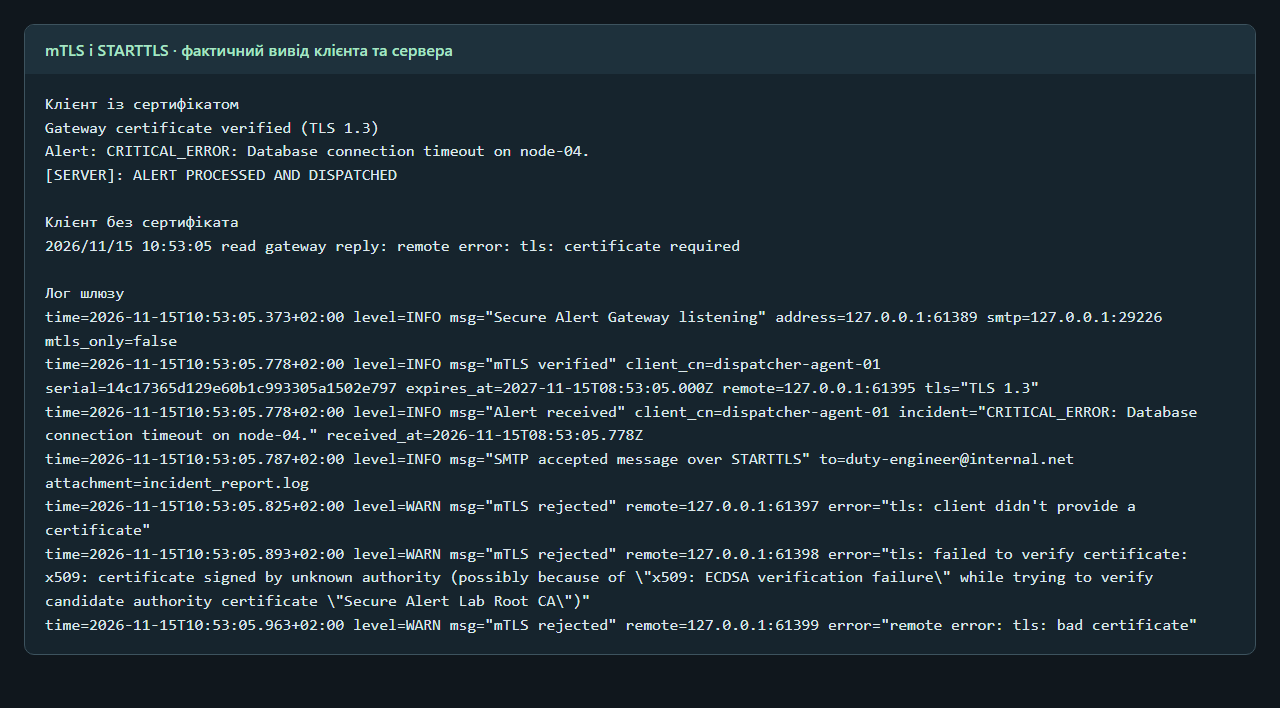 mTLS і STARTTLS · фактичний вивід клієнта та сервера
Клієнт із сертифікатом
Gateway certificate verified (TLS 1.3)
Alert: CRITICAL_ERROR: Database connection timeout on node-04.
[SERVER]: ALERT PROCESSED AND DISPATCHED
Клієнт без сертифіката
2026/11/15 10:53:05 read gateway reply: remote error: tls: certificate required
Лог шлюзу
time=2026-11-15T10:53:05.373+02:00 level=INFO msg="Secure Alert Gateway listening" address=127.0.0.1:61389 smtp=127.0.0.1:29226
mtls_only=false
time=2026-11-15T10:53:05.778+02:00 level=INFO msg="mTLS verified" client_cn=dispatcher-agent-01
serial=14c17365d129e60b1c993305a1502e797 expires_at=2027-11-15T08:53:05.000Z remote=127.0.0.1:61395 tls="TLS 1.3"
time=2026-11-15T10:53:05.778+02:00 level=INFO msg="Alert received" client_cn=dispatcher-agent-01 incident="CRITICAL_ERROR: Database
connection timeout on node-04." received_at=2026-11-15T08:53:05.778Z
time=2026-11-15T10:53:05.787+02:00 level=INFO msg="SMTP accepted message over STARTTLS" to=duty-engineer@internal.net
attachment=incident_report.log
time=2026-11-15T10:53:05.825+02:00 level=WARN msg="mTLS rejected" remote=127.0.0.1:61397 error="tls: client didn't provide a
certificate"
time=2026-11-15T10:53:05.893+02:00 level=WARN msg="mTLS rejected" remote=127.0.0.1:61398 error="tls: failed to verify certificate:
x509: certificate signed by unknown authority (possibly because of \"x509: ECDSA verification failure\" while trying to verify
candidate authority certificate \"Secure Alert Lab Root CA\")"
time=2026-11-15T10:53:05.963+02:00 level=WARN msg="mTLS rejected" remote=127.0.0.1:61399 error="remote error: tls: bad certificate"